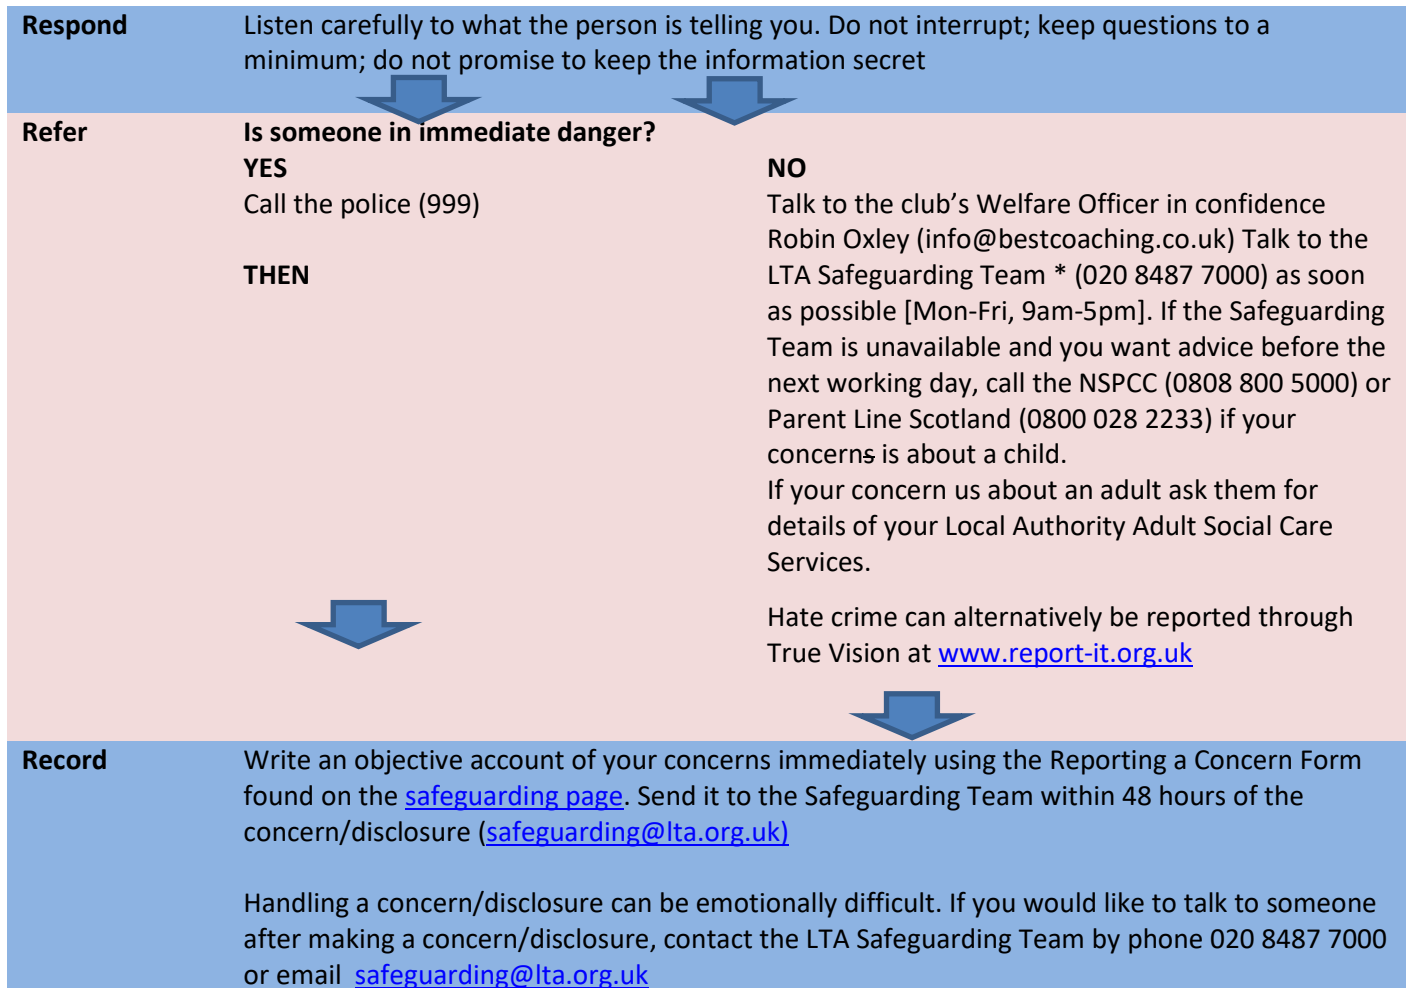 Respond
Listen carefully to what the person is telling you. Do not interrupt; keep questions to a
minimum; do not promise to keep the information secret
Refer
Is someone in immediate danger?
YES
Call the police (999)
THEN
NO
Talk to the club’s Welfare Officer in confidence
Robin Oxley (info@bestcoaching.co.uk) Talk to the
LTA Safeguarding Team * (020 8487 7000) as soon
as possible [Mon-Fri, 9am-5pm]. If the Safeguarding
Team is unavailable and you want advice before the
next working day, call the NSPCC (0808 800 5000) or
Parent Line Scotland (0800 028 2233) if your
concerns is about a child.
If your concern us about an adult ask them for
details of your Local Authority Adult Social Care
Services.
Hate crime can alternatively be reported through
True Vision at www.report-it.org.uk
Record
Write an objective account of your concerns immediately using the Reporting a Concern Form
found on the safeguarding page. Send it to the Safeguarding Team within 48 hours of the
concern/disclosure (safeguarding@lta.org.uk)
Handling a concern/disclosure can be emotionally difficult. If you would like to talk to someone
after making a concern/disclosure, contact the LTA Safeguarding Team by phone 020 8487 7000
or email safeguarding@lta.org.uk